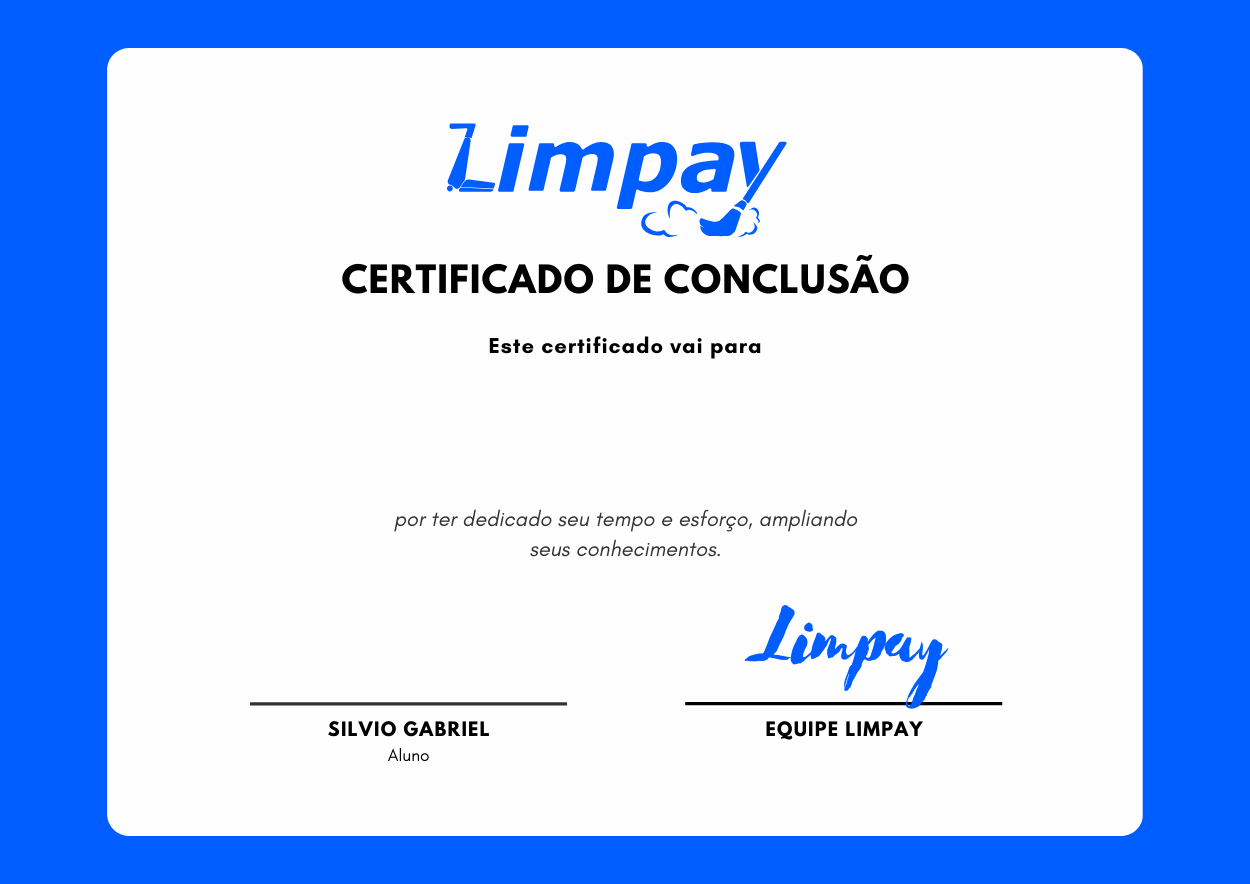 Limpay
CERTIFICADO DE CONCLUSÃO
Este certificado vai para
por ter dedicado seu tempo e esforço, ampliando
seus conhecimentos.
Limpay
SILVIO GABRIEL
Aluno
EQUIPE LIMPAY